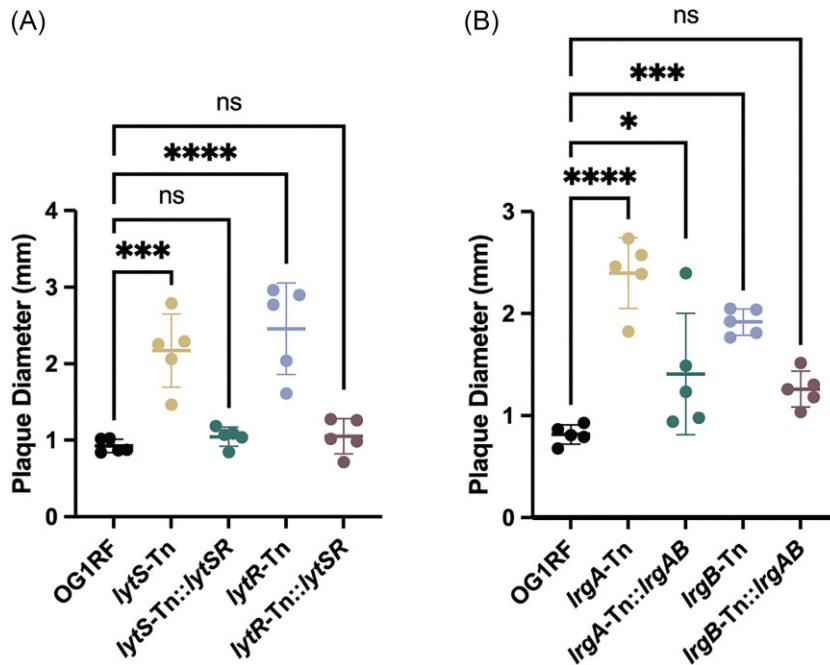 (A)
ns
****
ns
***
Plaque Diameter (mm)
4
3
2
1
0
OG1RF
lytS-Tn
lytS-Tn::lytSR
lytR-Tn
lytR-Tn::lytSR
(B)
ns
***
*
****
Plaque Diameter (mm)
3
2
1
0
OG1RF
lrgA-Tn
lrgA-Tn::lrgAB
lrgB-Tn
lrgB-Tn::lrgAB